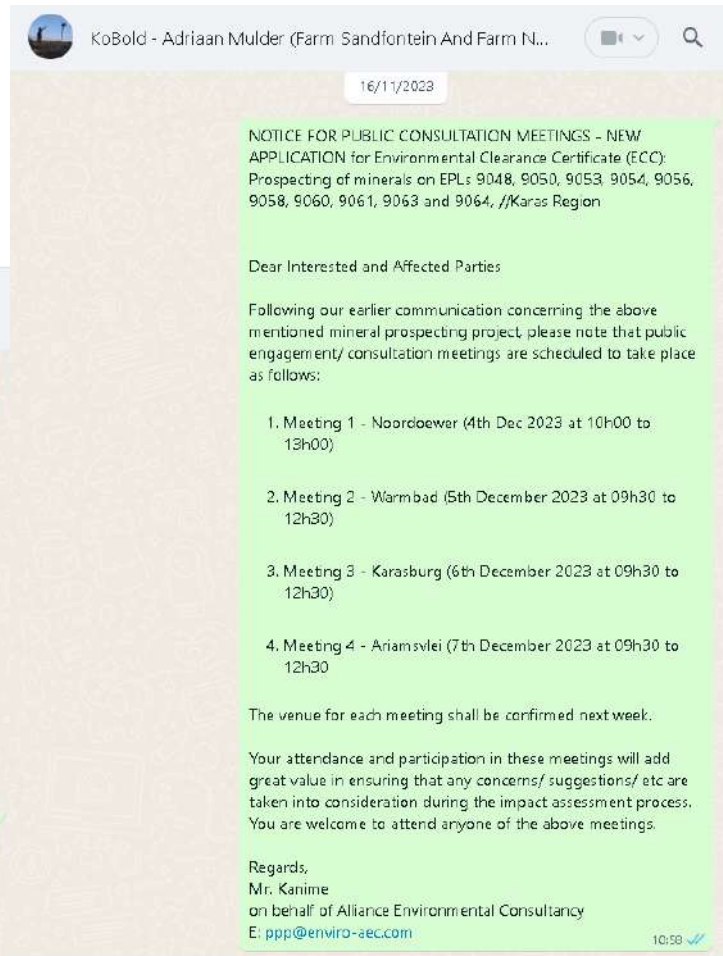 KoBold - Adriaan Mulder (Farm Sandfontein And Farm N...
16/11/2023
NOTICE FOR PUBLIC CONSULTATION MEETINGS - NEW
APPLICATION for Environmental Clearance Certificate (ECC):
Prospecting of minerals on EPLs 9048, 9050, 9053, 9054, 9056,
9058, 9060, 9061, 9063 and 9064, //Karas Region
Dear Interested and Affected Parties
Following our earlier communication concerning the above
mentioned mineral prospecting project, please note that public
engagement/ consultation meetings are scheduled to take place
as follows:
1. Meeting 1 - Noordoewer (4th Dec 2023 at 10h00 to
13h00)
2. Meeting 2 - Warmbad (5th December 2023 at 09h30 to
12h30)
3. Meeting 3 - Karasburg (6th December 2023 at 09h30 to
12h30)
4. Meeting 4 - Ariamsvlei (7th December 2023 at 09h30 to
12h30
The venue for each meeting shall be confirmed next week.
Your attendance and participation in these meetings will add
great value in ensuring that any concerns/ suggestions/ etc are
taken into consideration during the impact assessment process.
You are welcome to attend anyone of the above meetings.
Regards,
Mr. Kanime
on behalf of Alliance Environmental Consultancy
E: ppp@enviro-aec.com
10:58